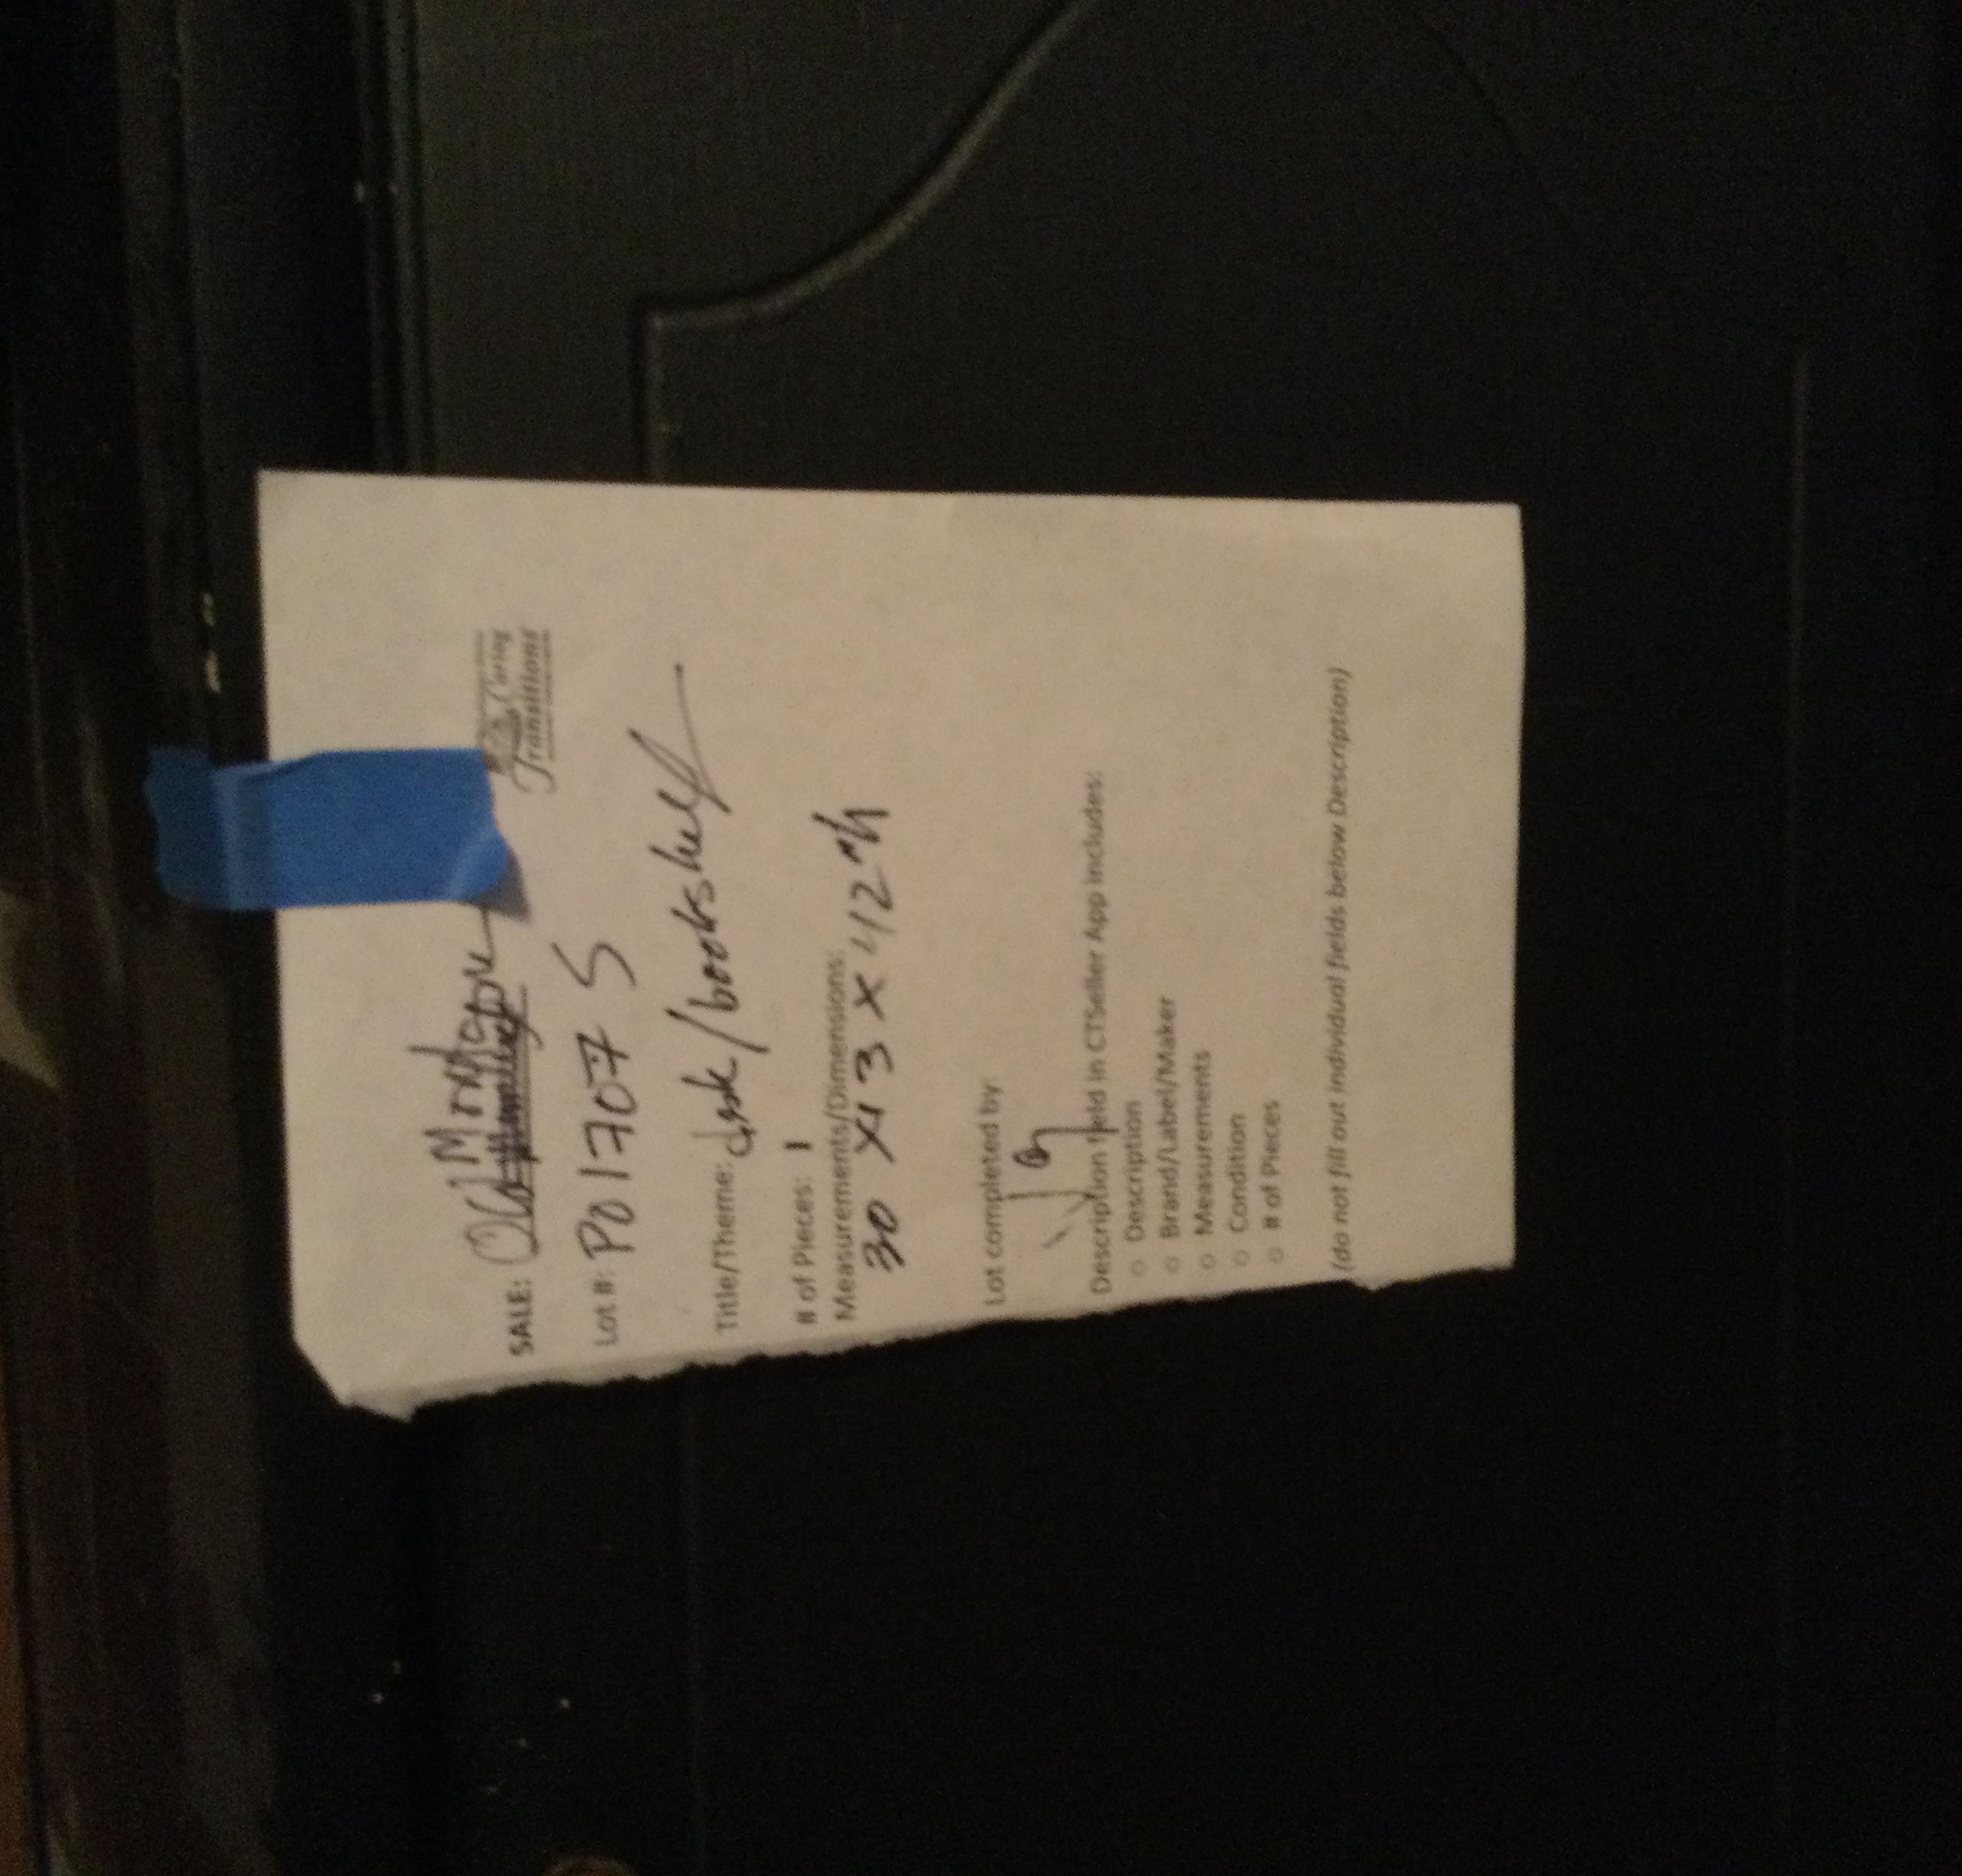 Caring
Transitions
SALE: Old
Lot #: P01707 S
Title/Theme: desk/bookshelf
# of Pieces: 1
Measurements/Dimensions:
30 x 13 x 42"h
Lot completed by:
Description field in CTSeller App includes:
○ Description
○ Brand/Label/Maker
○ Measurements
○ Condition
○ # of Pieces
(do not fill out individual fields below Description)